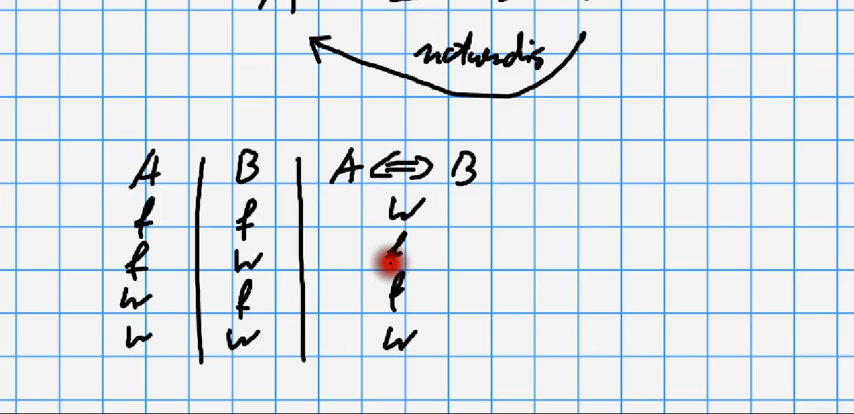 notwendig
A | B | A ⇔ B
f | f | w
f | w | f
w | f | f
w | w | w